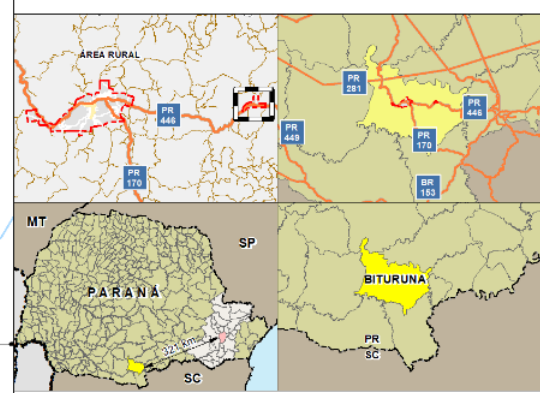 ÁREA RURAL
PR
446
PR
170
PR
281
PR
446
PR
449
PR
170
BR
153
MT
SP
PARANÁ
321 km
SC
BITURUNA
PR
SC